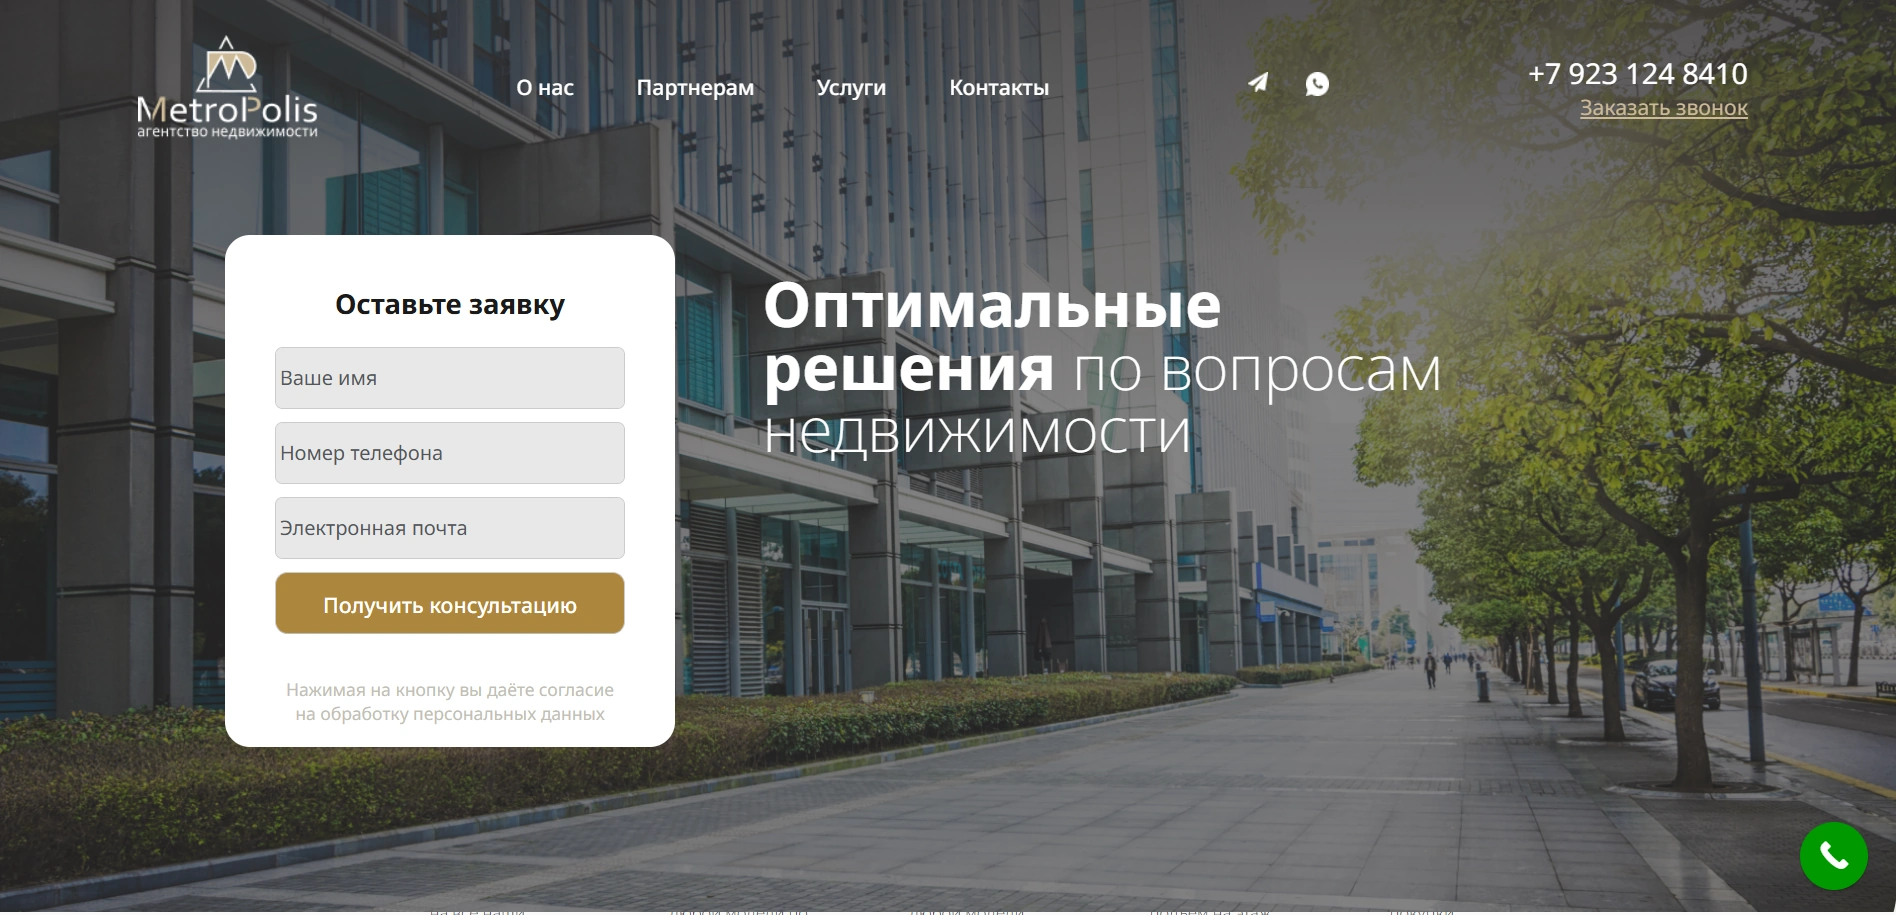 MetroPolis
агентство недвижимости
О нас
Партнерам
Услуги
Контакты
+7 923 124 8410
Заказать звонок
Оставьте заявку
Ваше имя
Номер телефона
Электронная почта
Получить консультацию
Нажимая на кнопку вы даёте согласие
на обработку персональных данных
Оптимальные
решения по вопросам
недвижимости